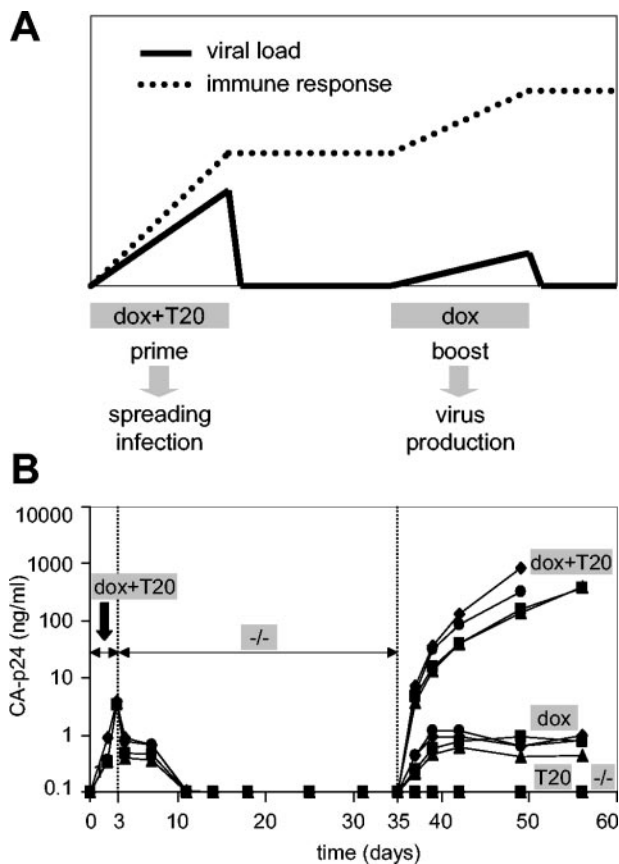 A
viral load
immune response
dox+T20
dox
prime
boost
spreading
infection
virus
production
B
CA-p24 (ng/ml)
10000
1000
100
10
1
0.1
dox+T20
-/-
dox+T20
dox
T20
-/-
0
3
10
20
30
35
40
50
60
time (days)